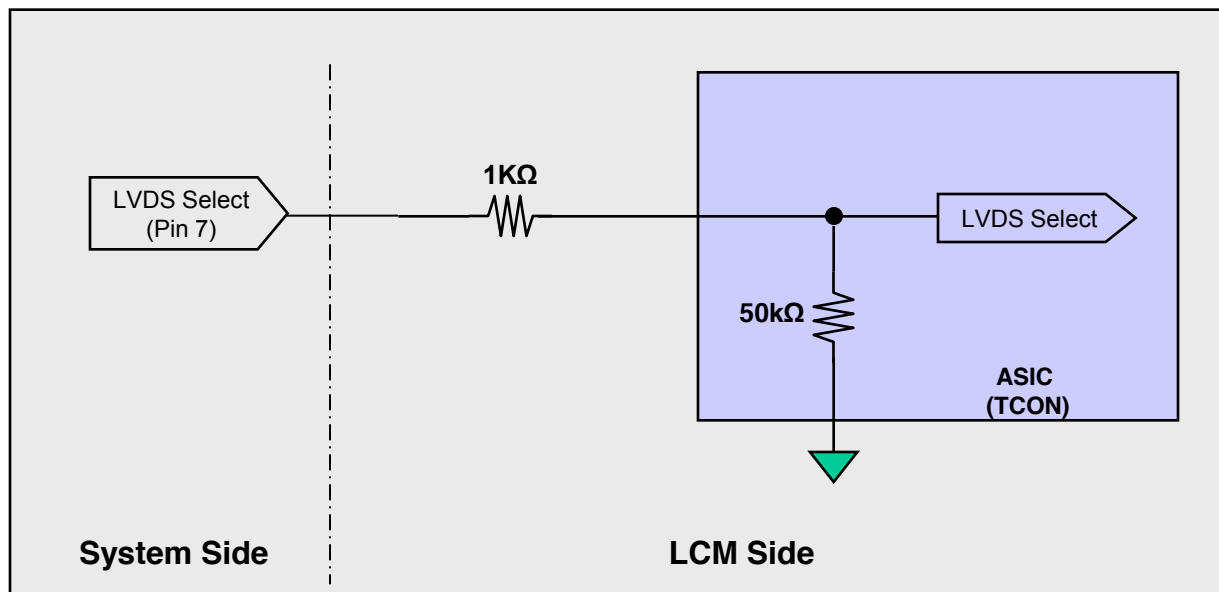 1KΩ
LVDS Select
(Pin 7)
LVDS Select
50kΩ
ASIC
(TCON)
System Side
LCM Side